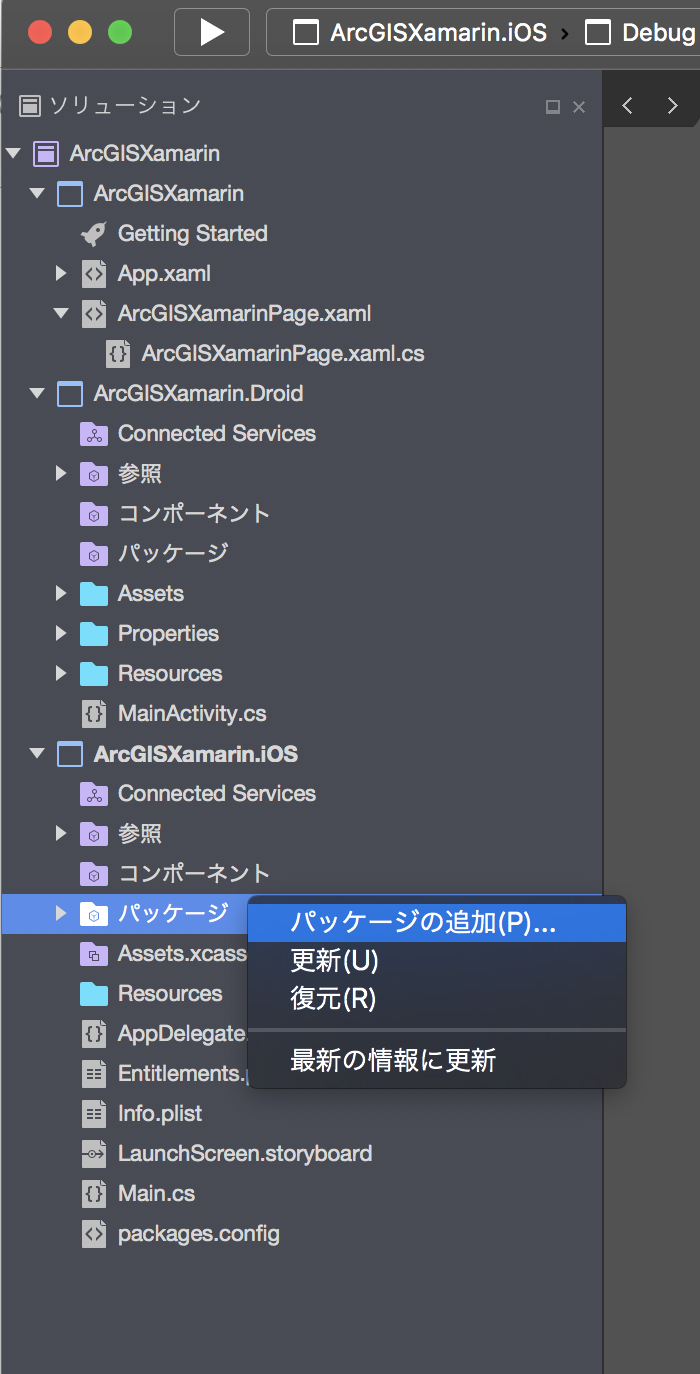 ArcGISXamarin.iOS › Debug
ソリューション
ArcGISXamarin
ArcGISXamarin
Getting Started
App.xaml
ArcGISXamarinPage.xaml
ArcGISXamarinPage.xaml.cs
ArcGISXamarin.Droid
Connected Services
参照
コンポーネント
パッケージ
Assets
Properties
Resources
MainActivity.cs
ArcGISXamarin.iOS
Connected Services
参照
コンポーネント
パッケージ
パッケージの追加(P)...
Assets.xcass
更新(U)
Resources
復元(R)
AppDelegate.
最新の情報に更新
Entitlements.p
Info.plist
LaunchScreen.storyboard
Main.cs
packages.config